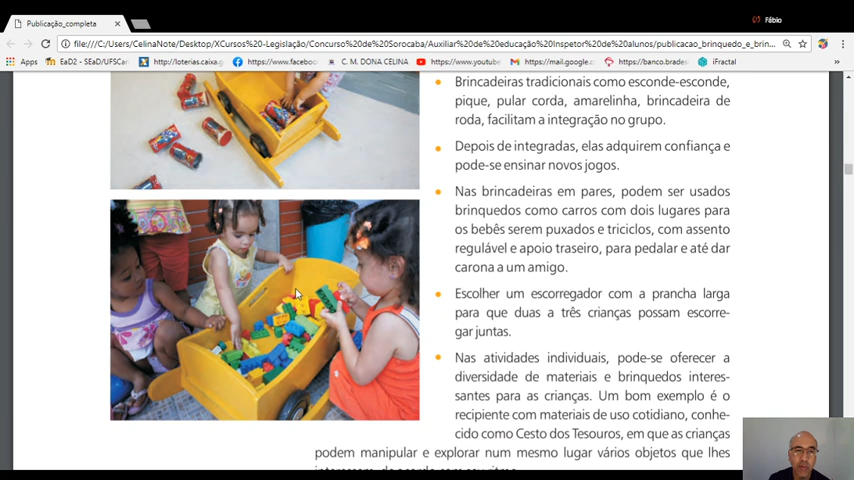 Fábio
Publicação_completa
file:///C:/Users/CelinaNote/Desktop/XCursos%20-Legislação/Concurso%20de%20Sorocaba/Auxiliar%20de%20educação%20Inspetor%20de%20alunos/publicacao_brinquedo_e_brin...
Apps EaD2 - SEaD/UFSCar http://loterias.caixa.g https://www.facebo C. M. DONA CELINA https://www.youtube https://mail.google.c https://banco.brades iFractal
• Brincadeiras tradicionais como esconde-esconde,
pique, pular corda, amarelinha, brincadeira de
roda, facilitam a integração no grupo.
• Depois de integradas, elas adquirem confiança e
pode-se ensinar novos jogos.
• Nas brincadeiras em pares, podem ser usados
brinquedos como carros com dois lugares para
os bebês serem puxados e triciclos, com assento
regulável e apoio traseiro, para pedalar e até dar
carona a um amigo.
• Escolher um escorregador com a prancha larga
para que duas a três crianças possam escorre-
gar juntas.
• Nas atividades individuais, pode-se oferecer a
diversidade de materiais e brinquedos interes-
santes para as crianças. Um bom exemplo é o
recipiente com materiais de uso cotidiano, conhe-
cido como Cesto dos Tesouros, em que as crianças
podem manipular e explorar num mesmo lugar vários objetos que lhes